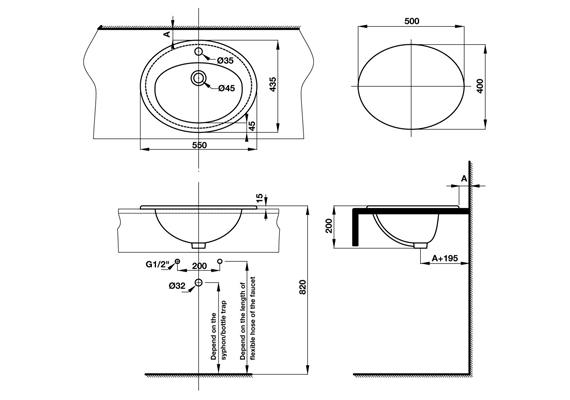 A
Ø35
Ø45
435
45
550
500
400
15
G1/2"
200
Ø32
Depend on the
syphon/bottle trap
Depend on the length of
flexible hose of the faucet
820
A
200
A+195